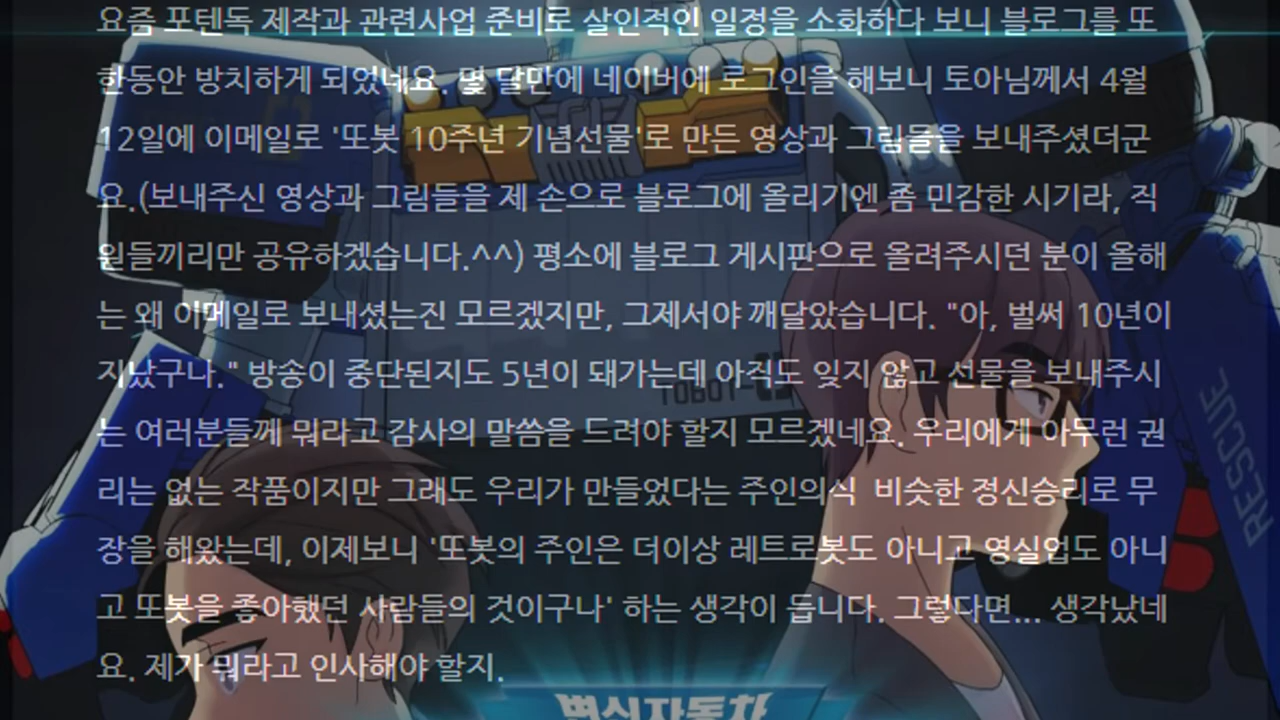 요즘 포텐독 제작과 관련사업 준비로 살인적인 일정을 소화하다 보니 블로그를 또
한동안 방치하게 되었네요. 몇 달만에 네이버에 로그인을 해보니 토아님께서 4월
12일에 이메일로 '또봇 10주년 기념선물'로 만든 영상과 그림들을 보내주셨더군
요.(보내주신 영상과 그림들을 제 손으로 블로그에 올리기엔 좀 민감한 시기라, 직
원들끼리만 공유하겠습니다.^^) 평소에 블로그 게시판으로 올려주시던 분이 올해
는 왜 이메일로 보내셨는진 모르겠지만, 그제서야 깨달았습니다. "아, 벌써 10년이
지났구나." 방송이 중단된지도 5년이 돼가는데 아직도 잊지 않고 선물을 보내주시
는 여러분들께 뭐라고 감사의 말씀을 드려야 할지 모르겠네요. 우리에게 아무런 권
리는 없는 작품이지만 그래도 우리가 만들었다는 주인의식  비슷한 정신승리로 무
장을 해왔는데, 이제보니 '또봇의 주인은 더이상 레트로봇도 아니고 영실업도 아니
고 또봇을 좋아했던 사람들의 것이구나' 하는 생각이 듭니다. 그렇다면... 생각났네
요. 제가 뭐라고 인사해야 할지.
RESCUE
변신자동차